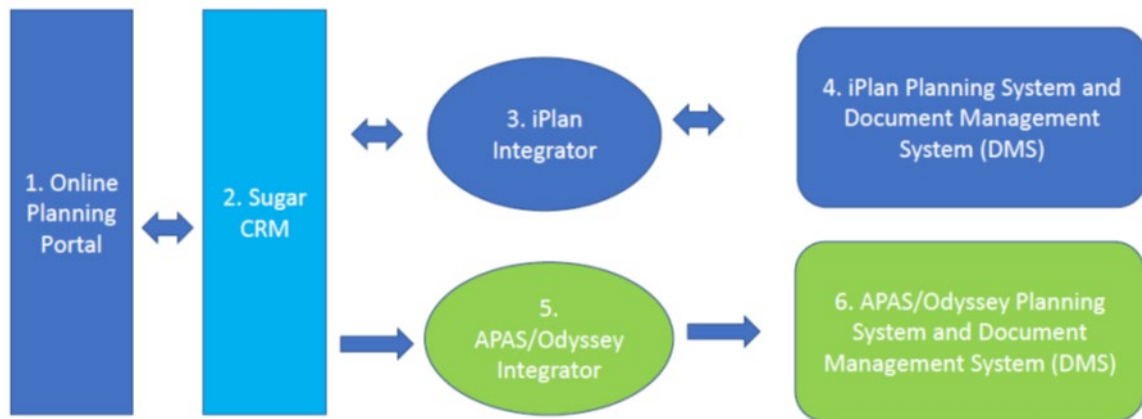 1. Online
Planning
Portal
2. Sugar
CRM
3. iPlan
Integrator
4. iPlan Planning System and
Document Management
System (DMS)
5.
APAS/Odyssey
Integrator
6. APAS/Odyssey Planning
System and Document
Management System (DMS)